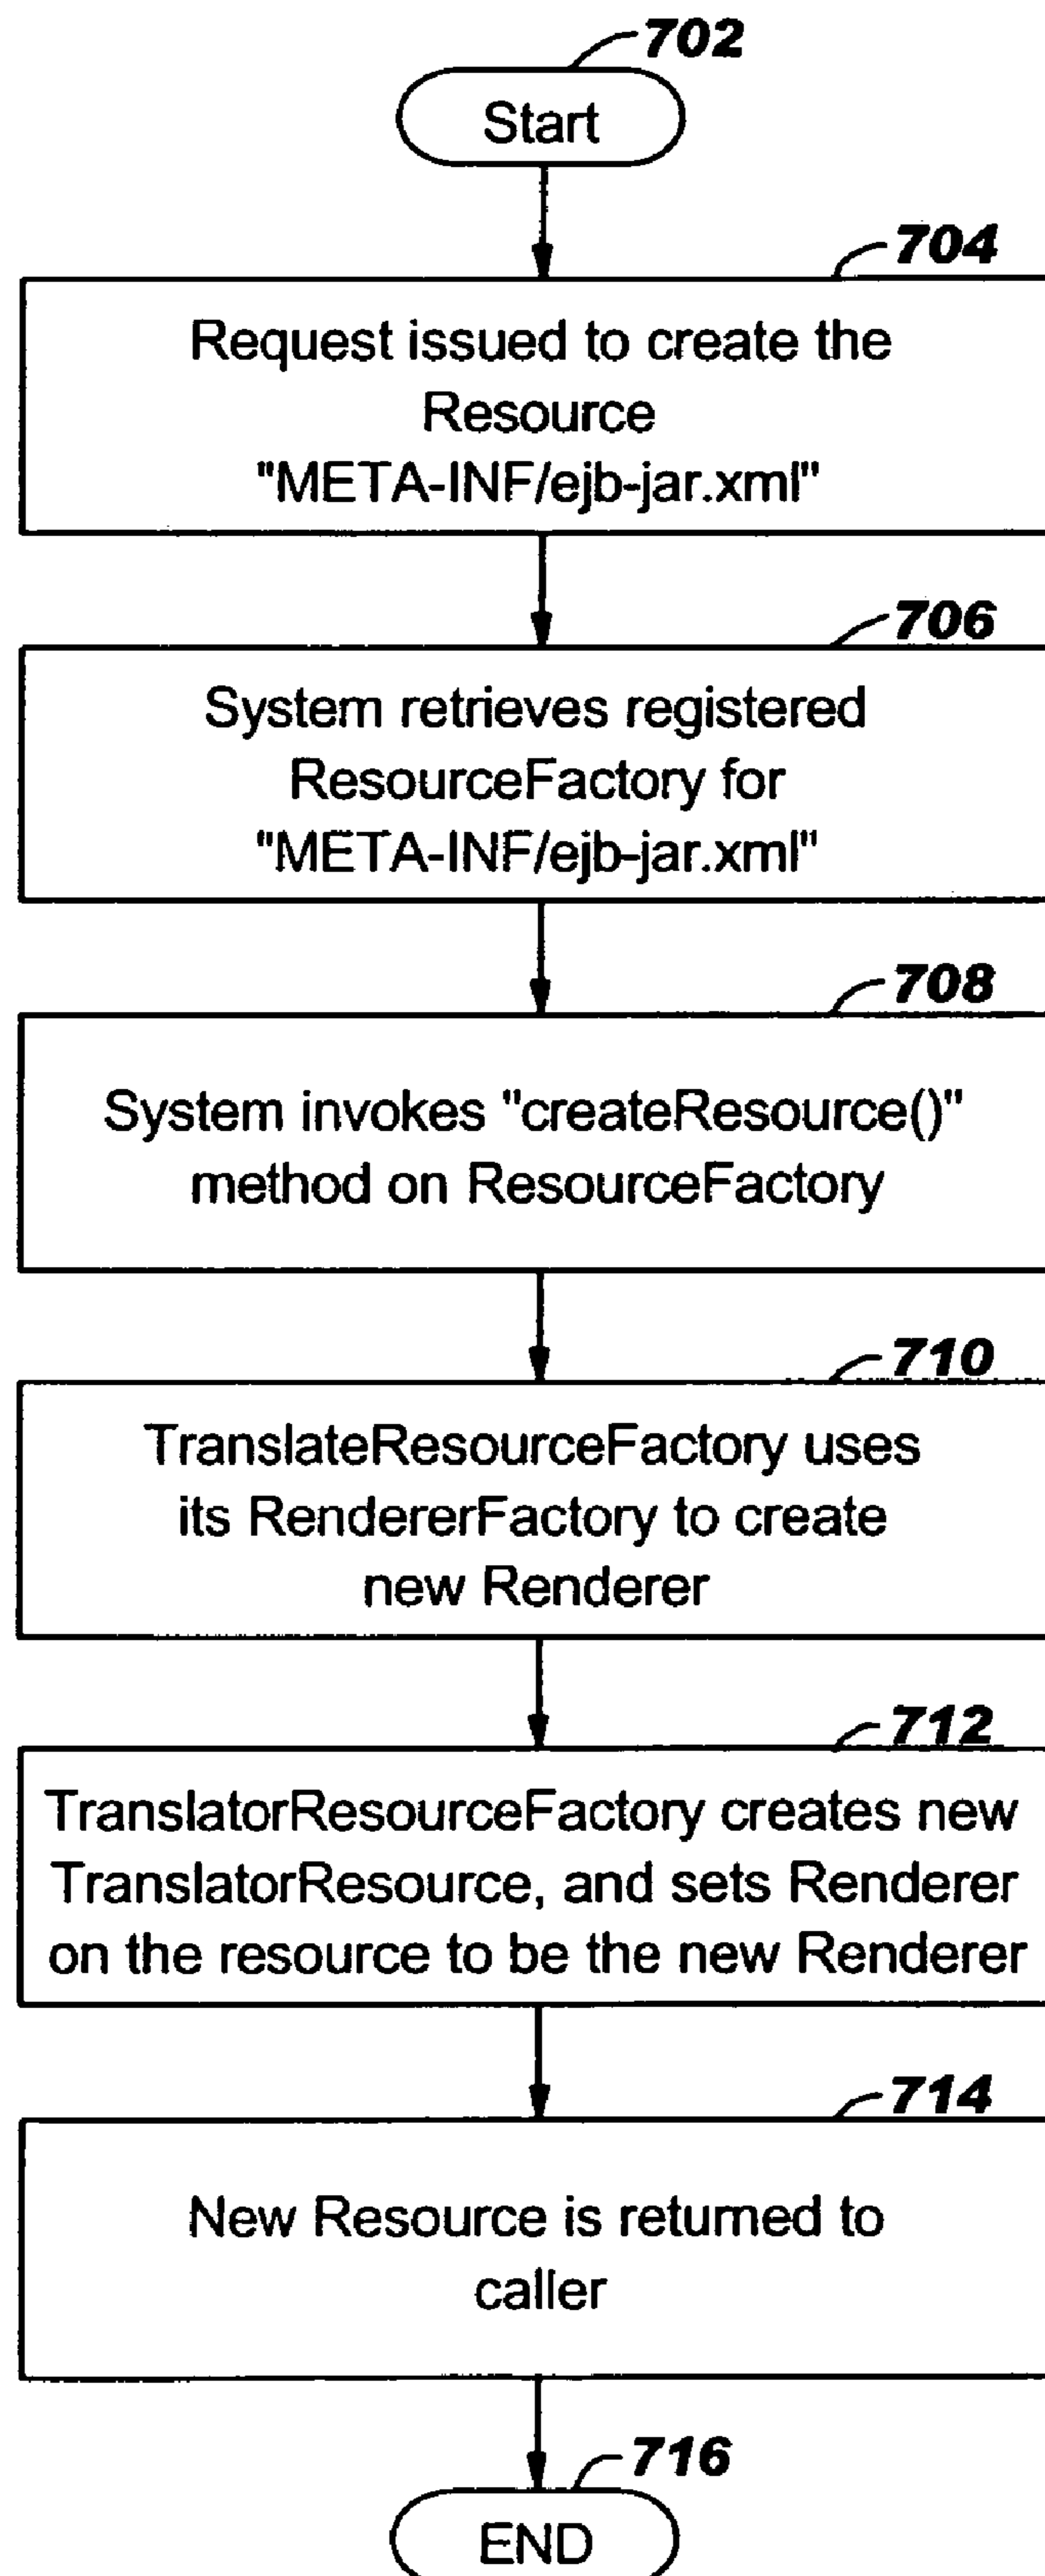 702
Start
704
Request issued to create the
Resource
"META-INF/ejb-jar.xml"
706
System retrieves registered
ResourceFactory for
"META-INF/ejb-jar.xml"
708
System invokes "createResource()"
method on ResourceFactory
710
TranslateResourceFactory uses
its RendererFactory to create
new Renderer
712
TranslatorResourceFactory creates new
TranslatorResource, and sets Renderer
on the resource to be the new Renderer
714
New Resource is returned to
caller
716
END